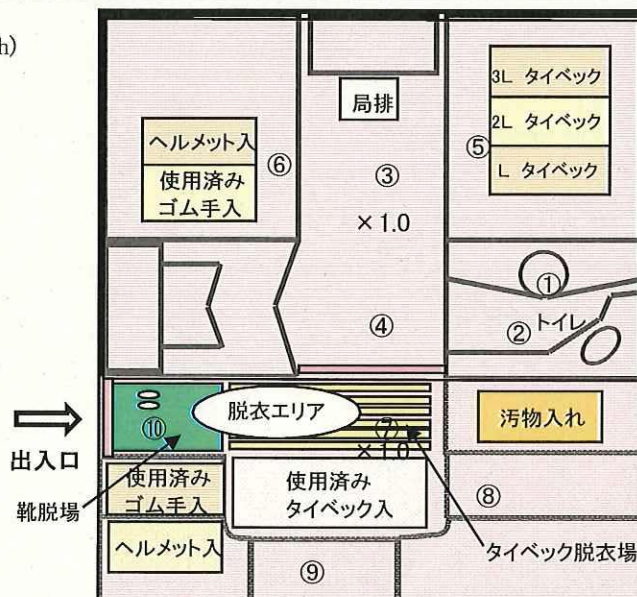 h)
3L タイベック
局排
2L タイベック
ヘルメット入
⑤
⑥
③
使用済み
ゴム手入
L タイベック
×1.0
①
④
② トイレ
脱衣エリア
汚物入れ
⑩
⑦
×1.0
出入口
使用済み
ゴム手入
使用済み
タイベック入
⑧
靴脱場
ヘルメット入
タイベック脱衣場
⑨